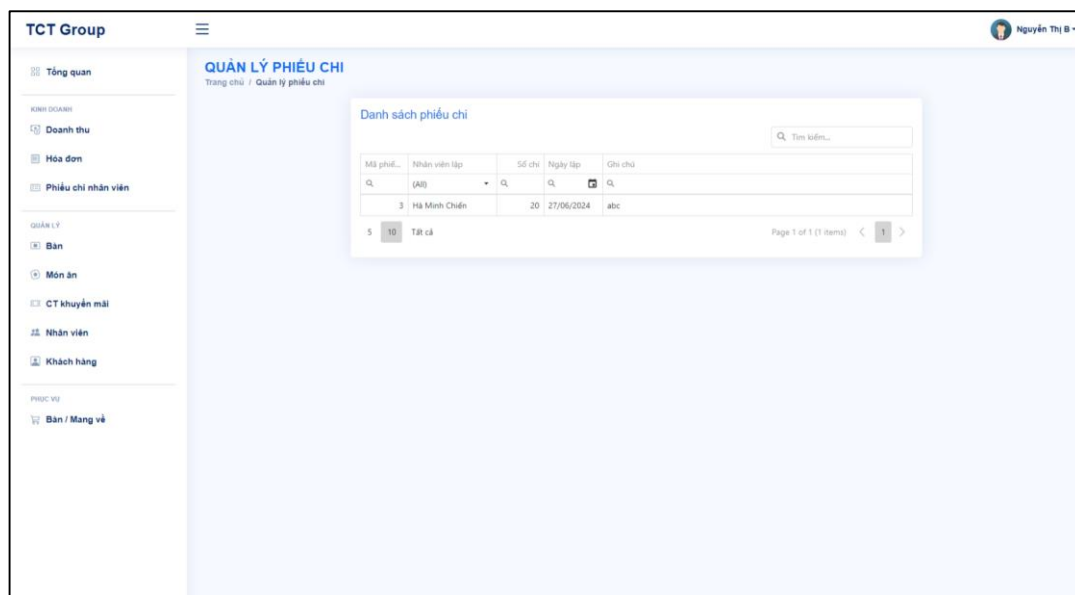 TCT Group
Nguyễn Thị B
Tổng quan
KINH DOANH
Doanh thu
Hóa đơn
Phiếu chi nhân viên
QUẢN LÝ
Bàn
Món ăn
CT khuyến mãi
Nhân viên
Khách hàng
PHỤC VỤ
Bàn / Mang về
QUẢN LÝ PHIẾU CHI
Trang chủ / Quản lý phiếu chi
Danh sách phiếu chi
Tìm kiếm...
Mã phiế... Nhân viên lập Số chi Ngày lập Ghi chú
(All)
3 Hà Minh Chiến 20 27/06/2024 abc
5 10 Tất cả Page 1 of 1 (1 items) 1